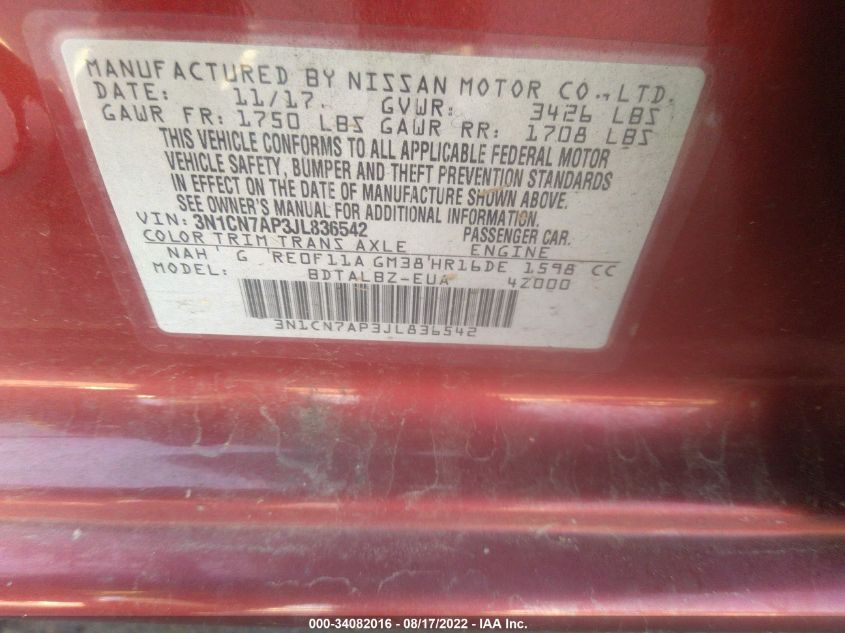 MANUFACTURED BY NISSAN MOTOR CO., LTD.
DATE: 11/17. GVWR: 3426 LBS
GAWR FR: 1750 LBS GAWR RR: 1708 LBS
THIS VEHICLE CONFORMS TO ALL APPLICABLE FEDERAL MOTOR
VEHICLE SAFETY, BUMPER AND THEFT PREVENTION STANDARDS
IN EFFECT ON THE DATE OF MANUFACTURE SHOWN ABOVE.
SEE OWNER'S MANUAL FOR ADDITIONAL INFORMATION.
VIN: 3N1CN7AP3JL836542 PASSENGER CAR.
COLOR TRIM TRANS AXLE ENGINE
NAH G RE0F11A GM38 HR16DE 1598 CC
MODEL: BDTALBZ-EUA 4Z000
3N1CN7AP3JL836542
000-34082016 - 08/17/2022 - IAA Inc.